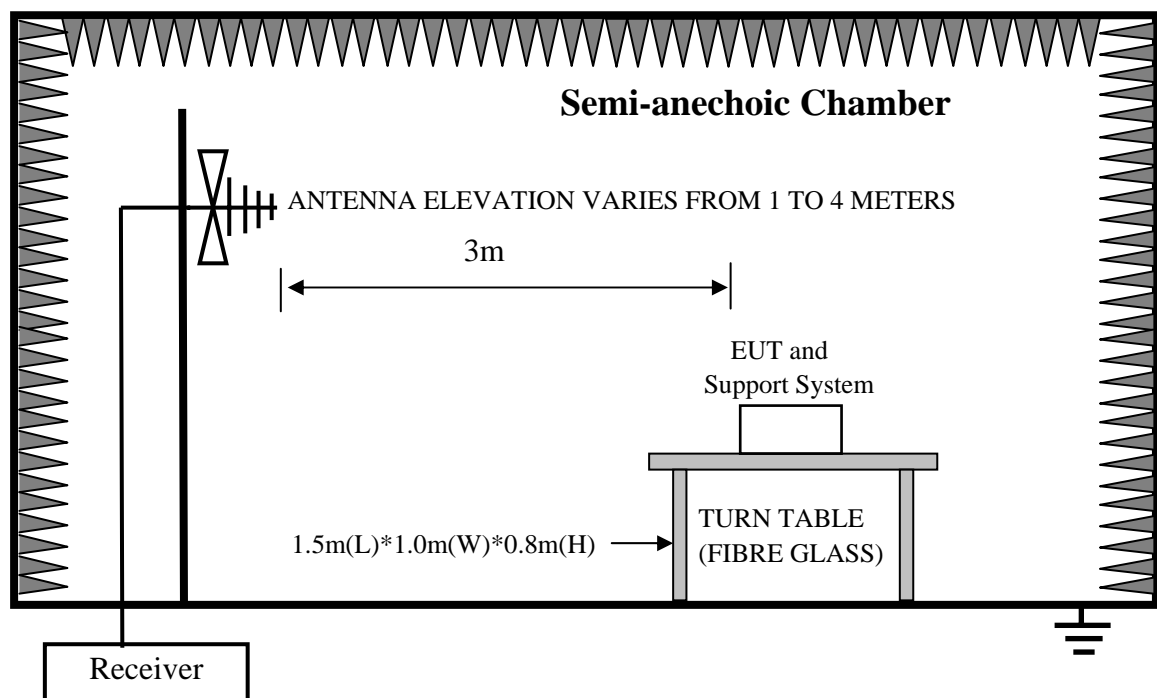 Semi-anechoic Chamber
ANTENNA ELEVATION VARIES FROM 1 TO 4 METERS
3m
EUT and
Support System
1.5m(L)*1.0m(W)*0.8m(H)
TURN TABLE
(FIBRE GLASS)
Receiver